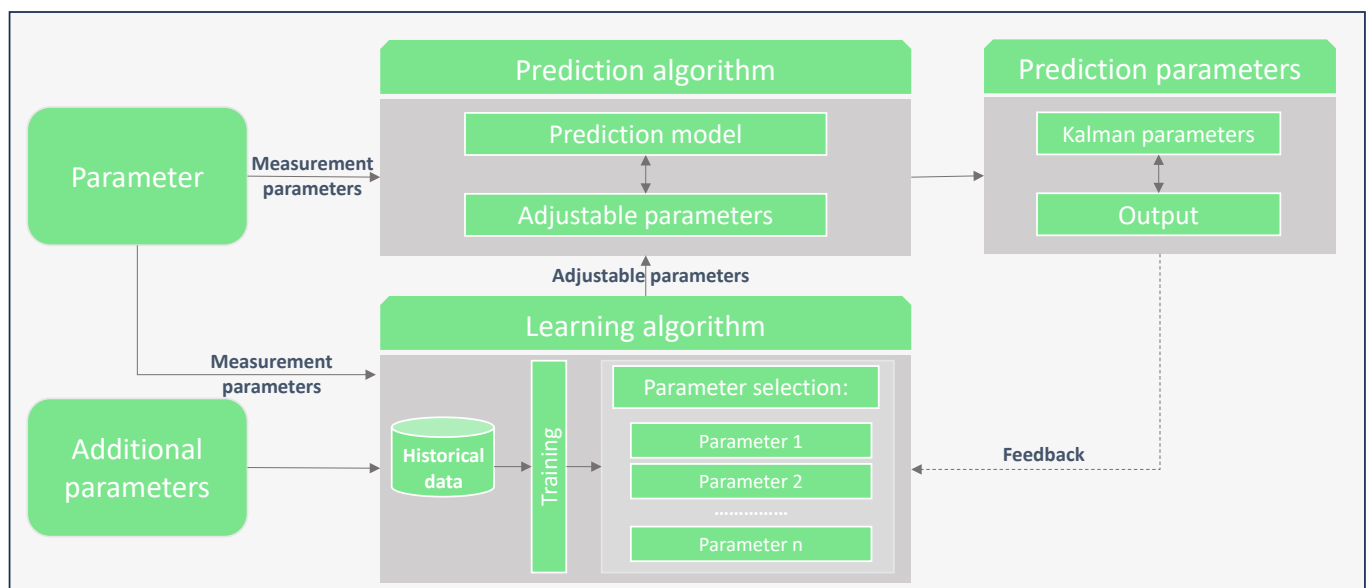 Prediction algorithm
Prediction parameters
Prediction model
Kalman parameters
Parameter
Measurement
parameters
Adjustable parameters
Output
Adjustable parameters
Learning algorithm
Measurement
parameters
Parameter selection:
Additional
parameters
Historical
data
Training
Parameter 1
Parameter 2
...............
Parameter n
Feedback